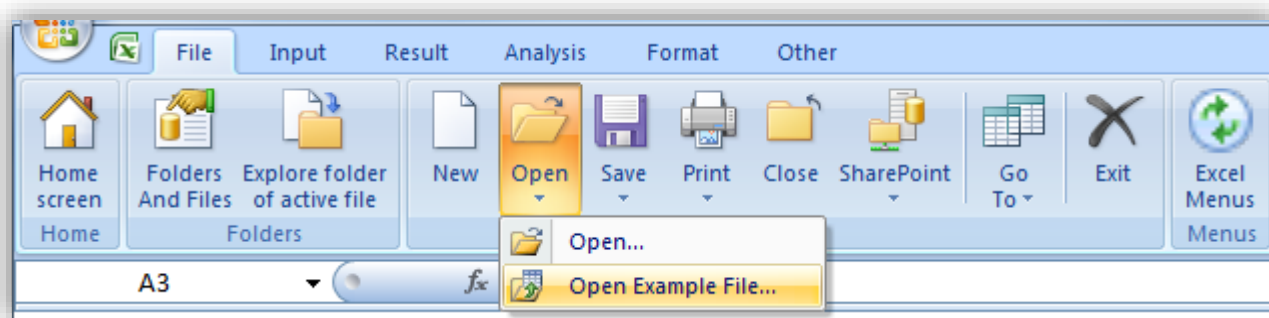 File Input Result Analysis Format Other
Home screen
Folders And Files
Explore folder of active file
New
Open
Save
Print
Close
SharePoint
Go To
Exit
Excel Menus
Home
Folders
Menus
Open...
Open Example File...
A3
fx